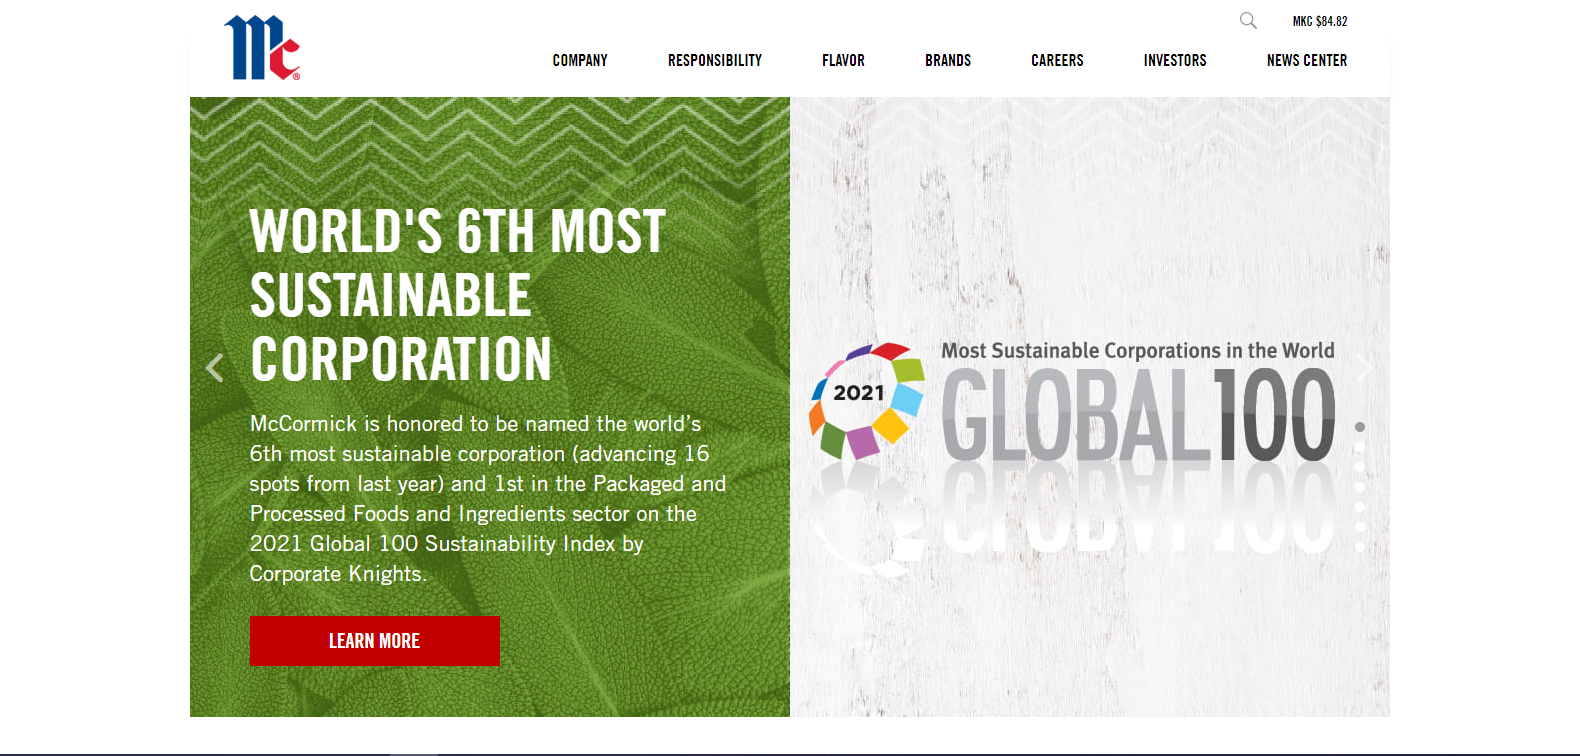 Mc®
MKC $84.82
COMPANY
RESPONSIBILITY
FLAVOR
BRANDS
CAREERS
INVESTORS
NEWS CENTER
WORLD'S 6TH MOST
SUSTAINABLE
CORPORATION
McCormick is honored to be named the world’s
6th most sustainable corporation (advancing 16
spots from last year) and 1st in the Packaged and
Processed Foods and Ingredients sector on the
2021 Global 100 Sustainability Index by
Corporate Knights.
LEARN MORE
2021
Most Sustainable Corporations in the World
GLOBAL100